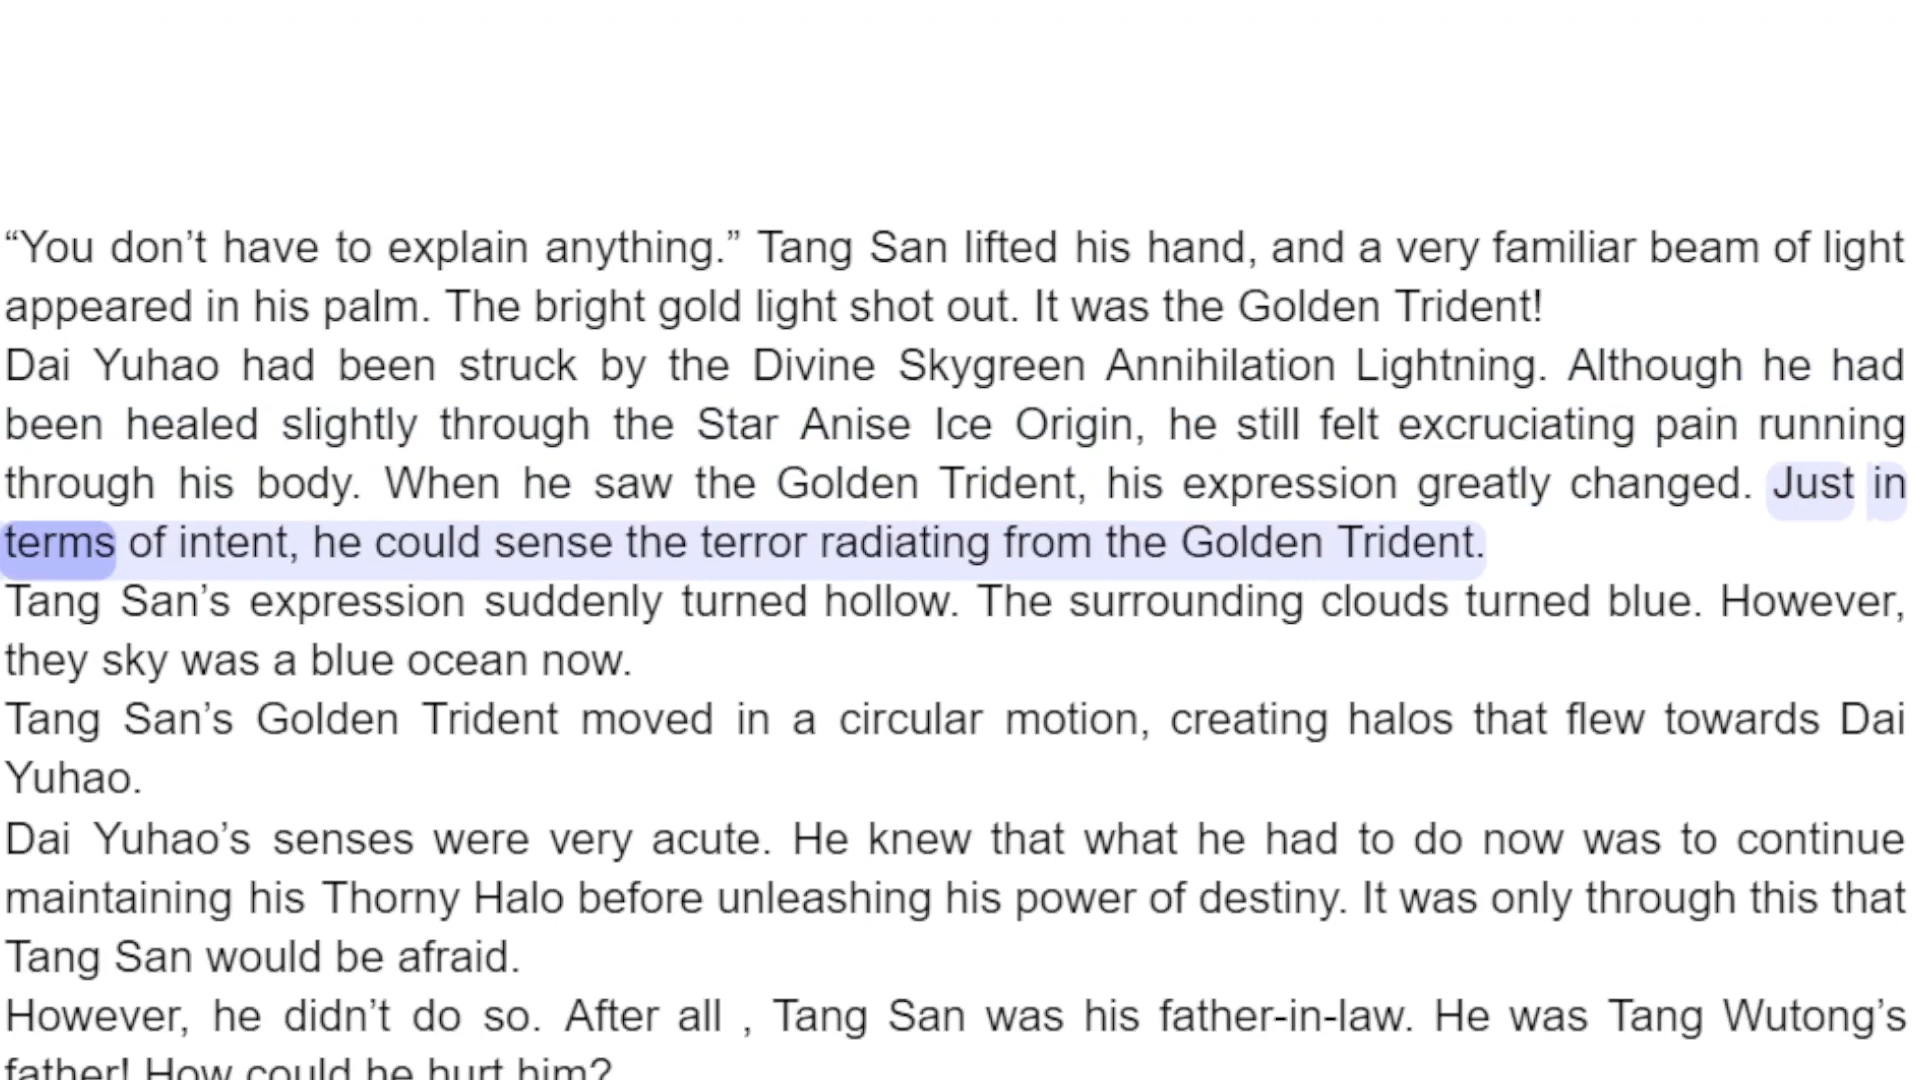 “You don’t have to explain anything.” Tang San lifted his hand, and a very familiar beam of light
appeared in his palm. The bright gold light shot out. It was the Golden Trident!
Dai Yuhao had been struck by the Divine Skygreen Annihilation Lightning. Although he had
been healed slightly through the Star Anise Ice Origin, he still felt excruciating pain running
through his body. When he saw the Golden Trident, his expression greatly changed. Just in
terms of intent, he could sense the terror radiating from the Golden Trident.
Tang San’s expression suddenly turned hollow. The surrounding clouds turned blue. However,
they sky was a blue ocean now.
Tang San’s Golden Trident moved in a circular motion, creating halos that flew towards Dai
Yuhao.
Dai Yuhao’s senses were very acute. He knew that what he had to do now was to continue
maintaining his Thorny Halo before unleashing his power of destiny. It was only through this that
Tang San would be afraid.
However, he didn’t do so. After all , Tang San was his father-in-law. He was Tang Wutong’s
father! How could he hurt him?